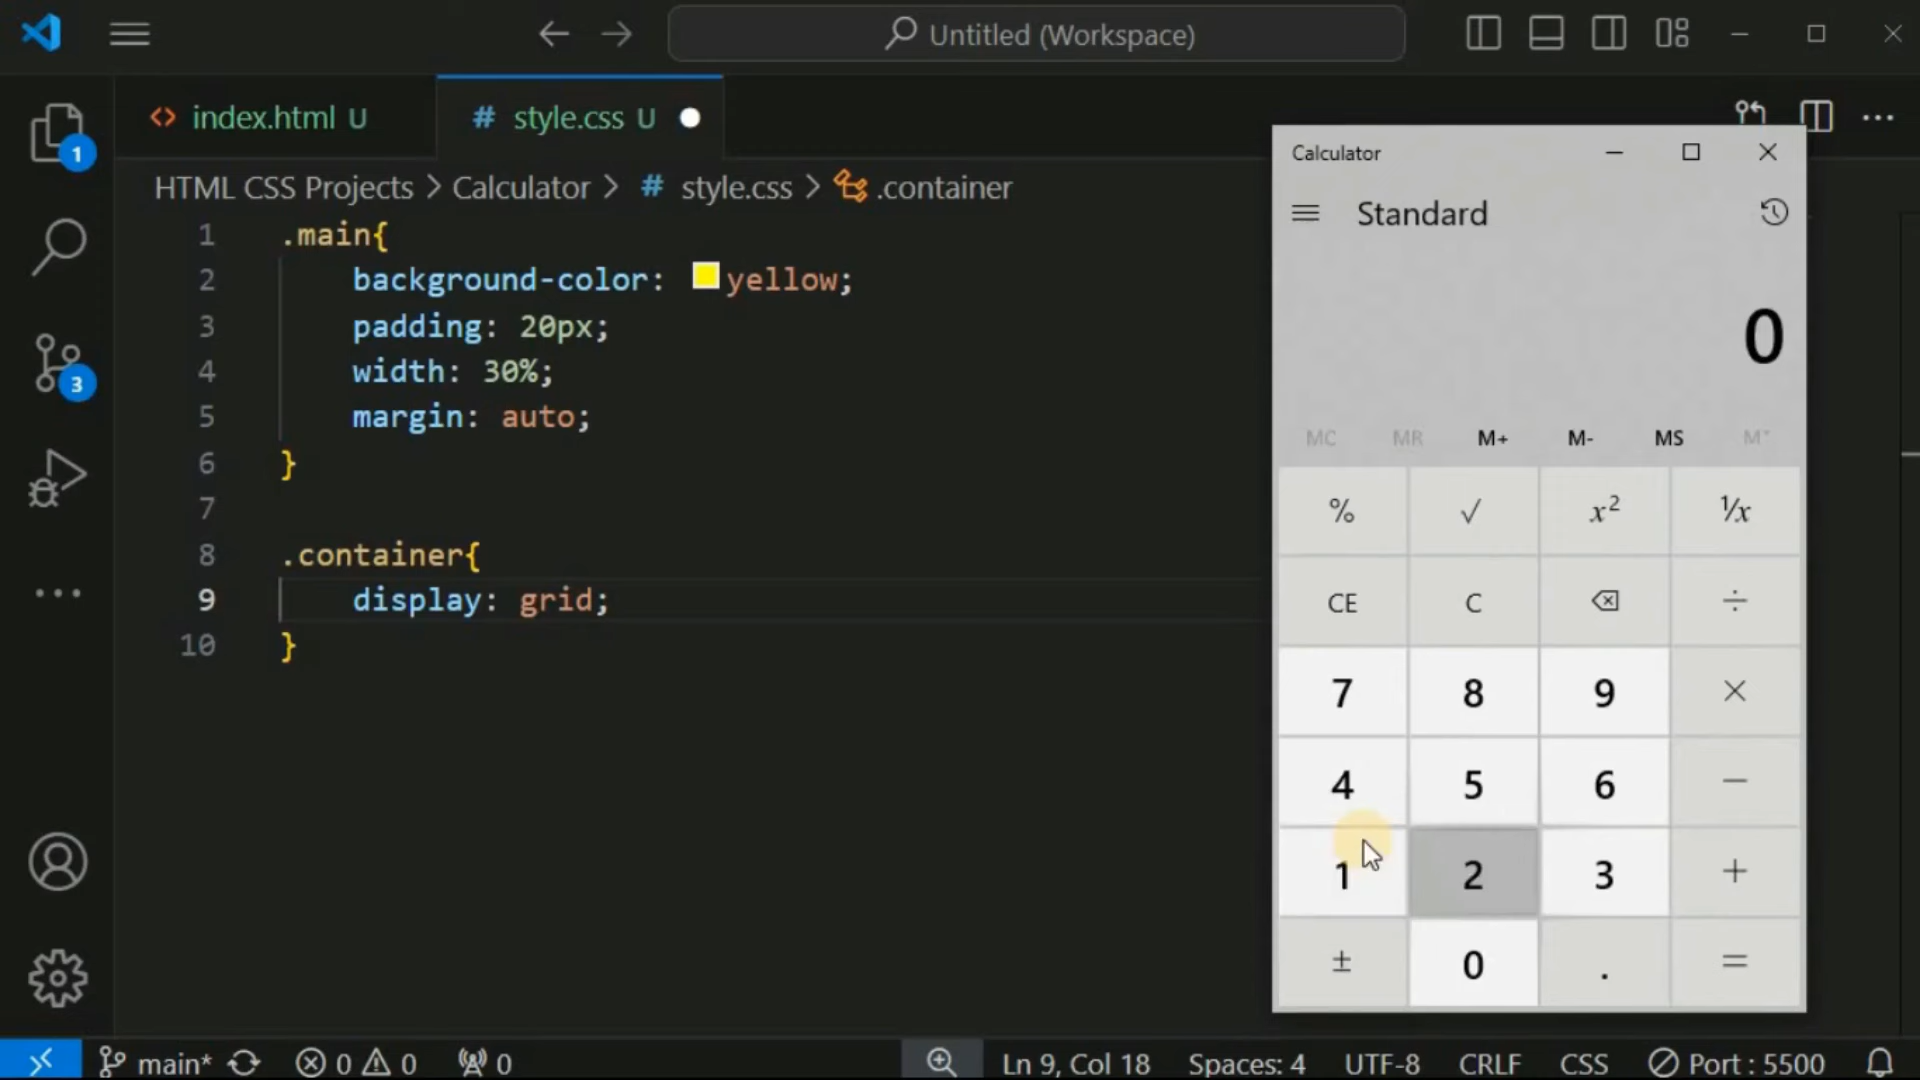 Untitled (Workspace)
index.html U
style.css U
HTML CSS Projects > Calculator > # style.css > .container
1 .main{
2 background-color: yellow;
3 padding: 20px;
4 width: 30%;
5 margin: auto;
6 }
7
8 .container{
9 display: grid;
10 }
1
3
Calculator
Standard
0
MC MR M+ M- MS M˅
% √ x² ¹/x
CE C ⌫ ÷
7 8 9 ×
4 5 6 −
1 2 3 +
± 0 . =
main* 0 0 0
Ln 9, Col 18 Spaces: 4 UTF-8 CRLF CSS Port : 5500